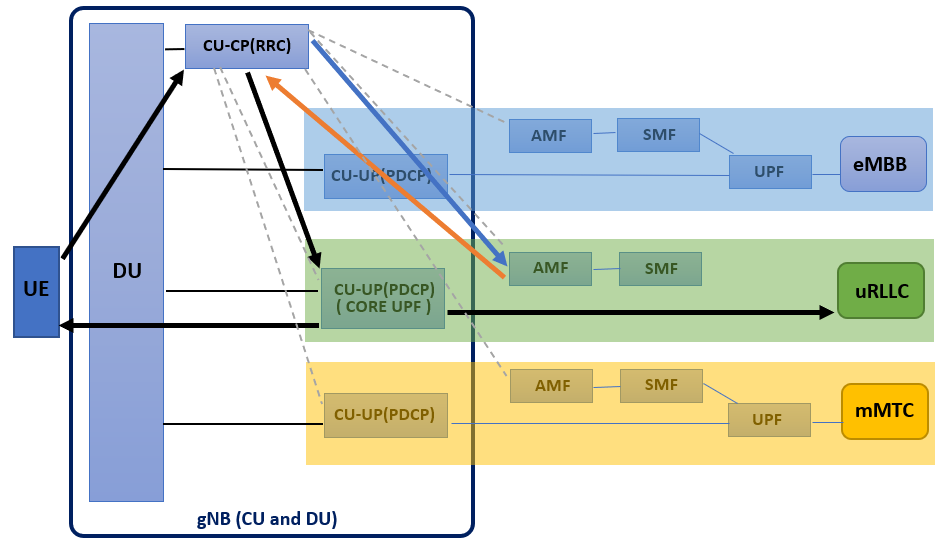 CU-CP(RRC)
AMF
SMF
CU-UP(PDCP)
UPF
eMBB
DU
UE
AMF
SMF
CU-UP(PDCP)
( CORE UPF )
uRLLC
AMF
SMF
CU-UP(PDCP)
UPF
mMTC
gNB (CU and DU)